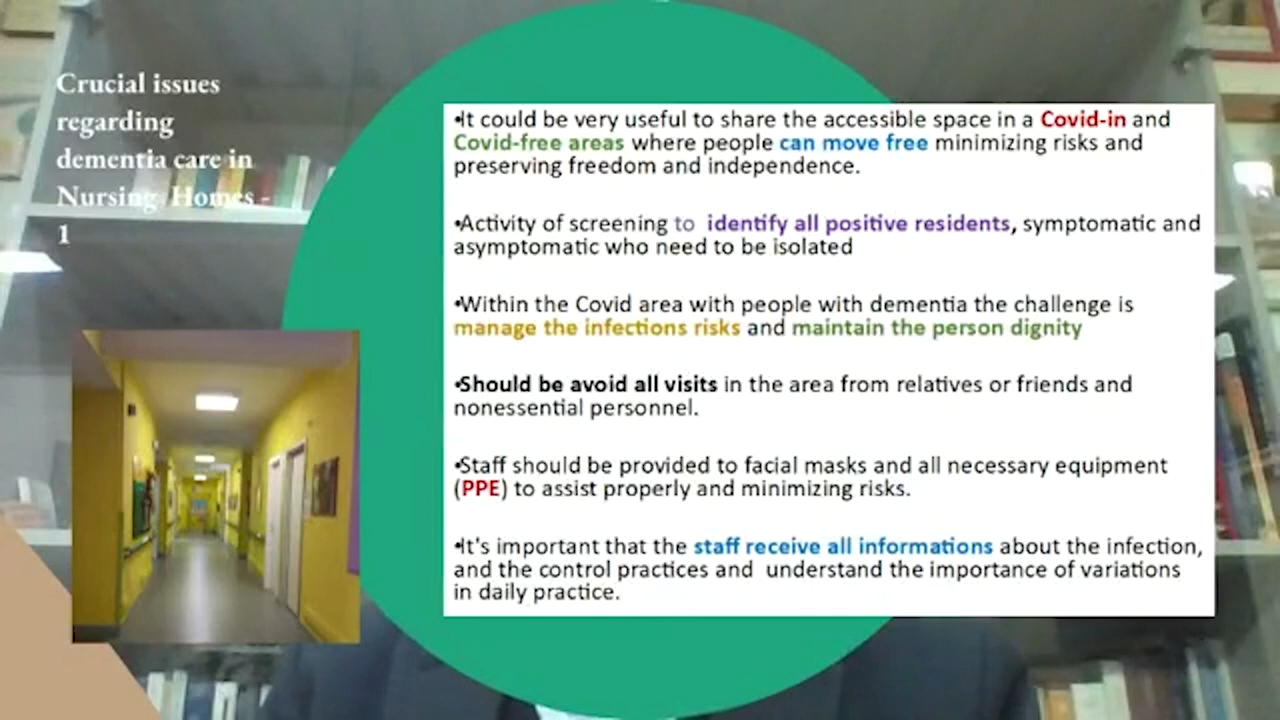 Crucial issues
regarding
dementia care in
Nursing Homes -
1
•It could be very useful to share the accessible space in a Covid-in and
Covid-free areas where people can move free minimizing risks and
preserving freedom and independence.
•Activity of screening to  identify all positive residents, symptomatic and
asymptomatic who need to be isolated
•Within the Covid area with people with dementia the challenge is
manage the infections risks and maintain the person dignity
•Should be avoid all visits in the area from relatives or friends and
nonessential personnel.
•Staff should be provided to facial masks and all necessary equipment
(PPE) to assist properly and minimizing risks.
•It's important that the staff receive all informations about the infection,
and the control practices and  understand the importance of variations
in daily practice.